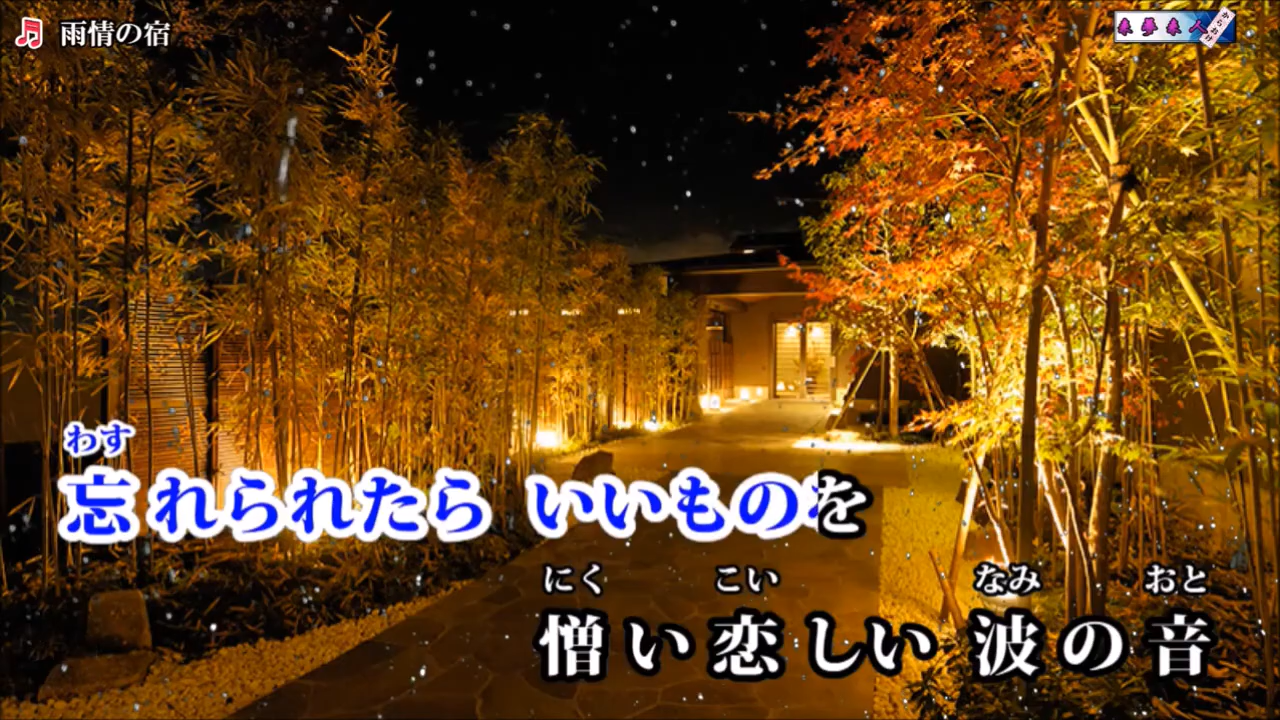 雨情の宿
わす
忘れられたら いいものを
にく こい なみ おと
憎い恋しい 波の音